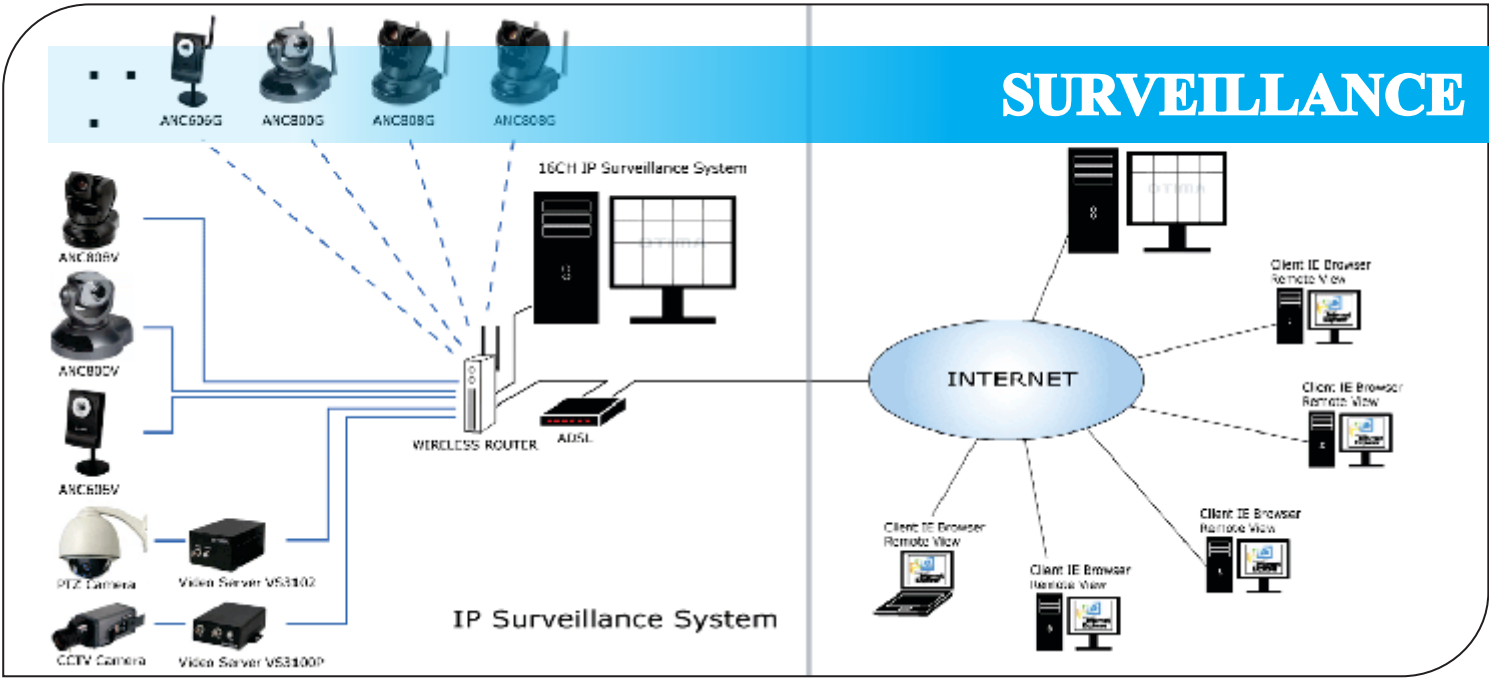 SURVEILLANCE
ANC606G
ANC800G
ANC808G
ANC808G
16CH IP Surveillance System
OTIMA
OTIMA
ANC808V
ANC800V
ANC606V
PTZ Camera
Video Server VS3102
CCTV Camera
Video Server VS3100P
WIRELESS ROUTER
ADSL
IP Surveillance System
INTERNET
Client IE Browser
Remote View
Client IE Browser
Remote View
Client IE Browser
Remote View
Client IE Browser
Remote View
Client IE Browser
Remote View